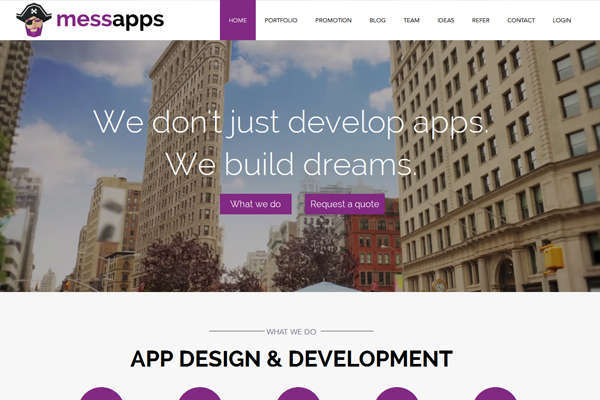 messapps
HOME PORTFOLIO PROMOTION BLOG TEAM IDEAS REFER CONTACT LOGIN
We don't just develop apps.
We build dreams.
What we do Request a quote
WHAT WE DO
APP DESIGN & DEVELOPMENT